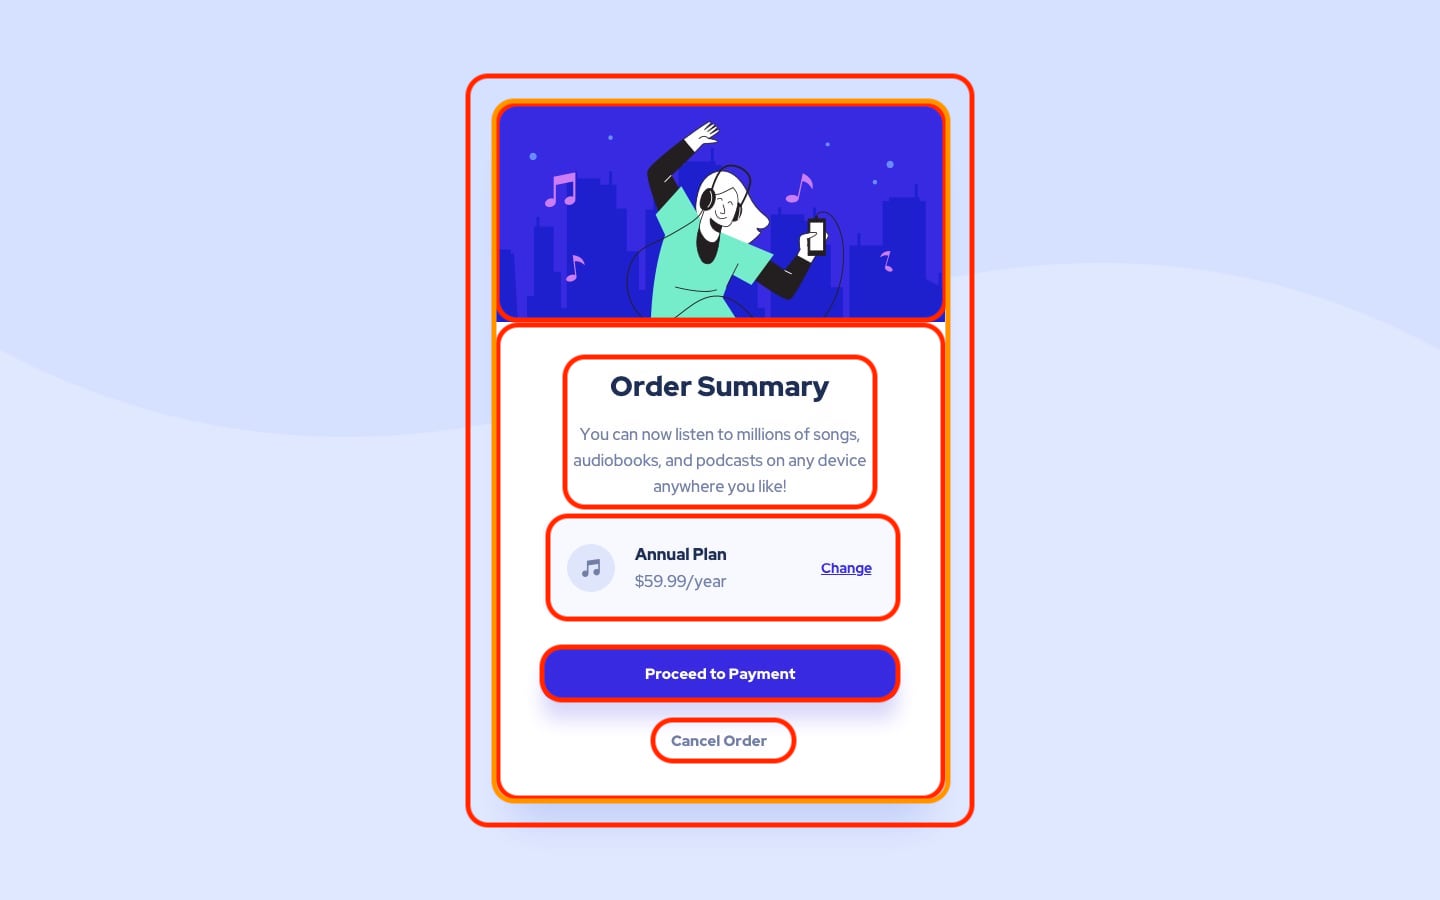 Order Summary
You can now listen to millions of songs,
audiobooks, and podcasts on any device
anywhere you like!
Annual Plan
$59.99/year
Change
Proceed to Payment
Cancel Order